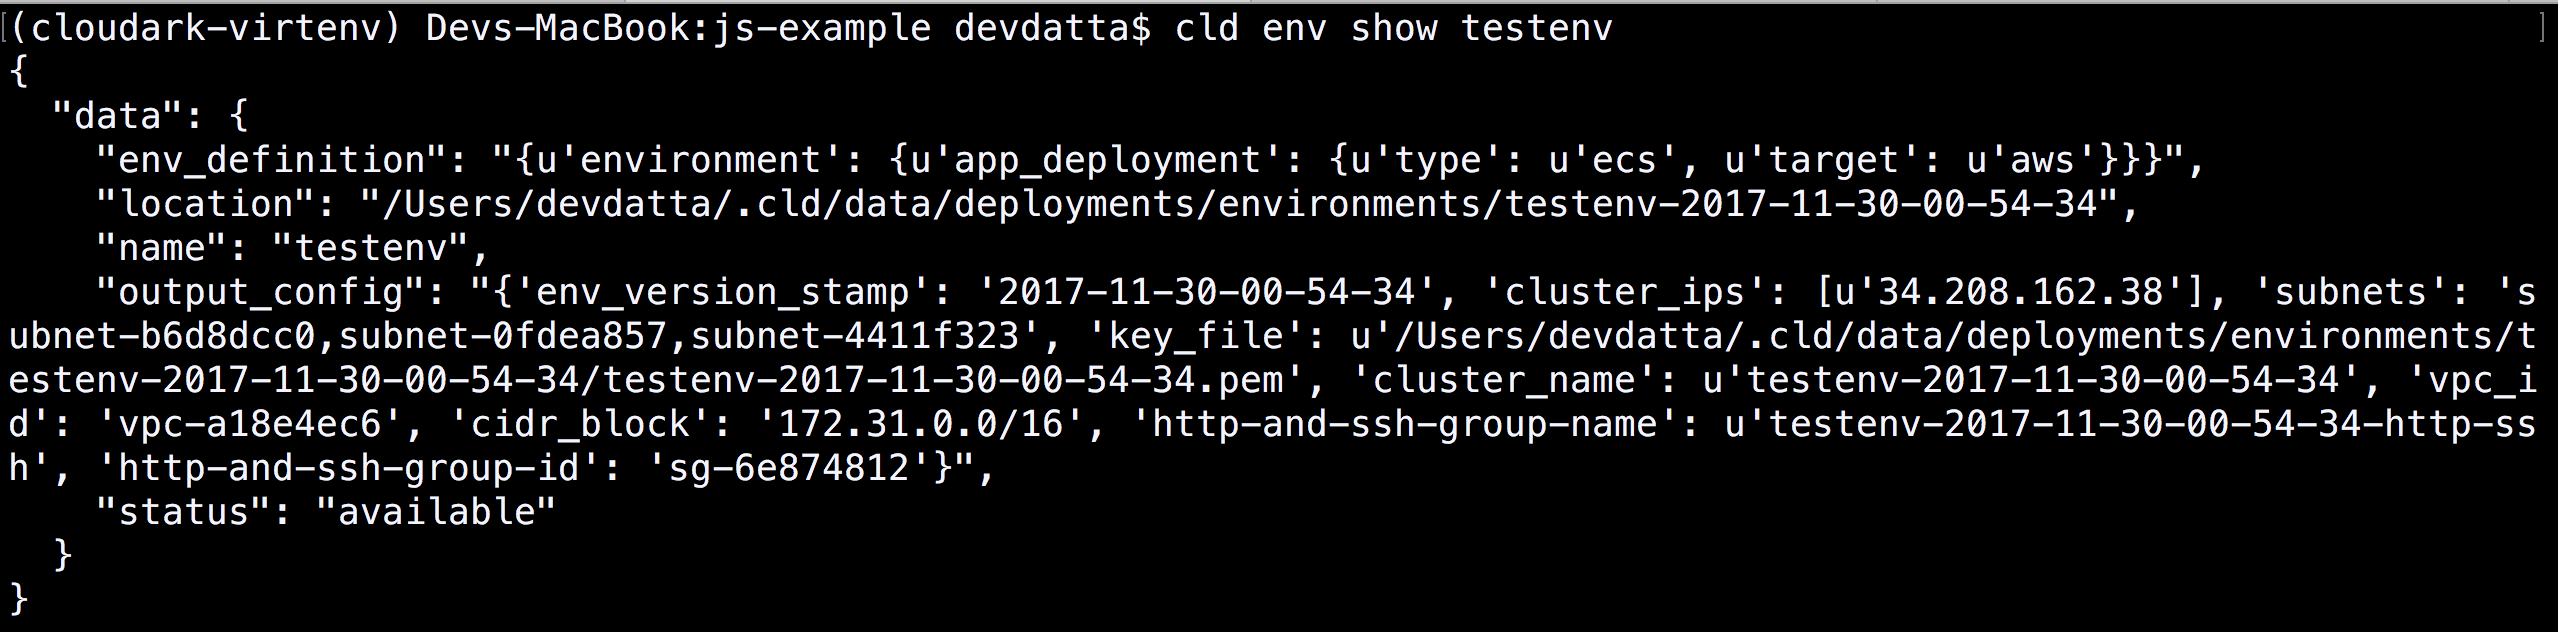 [(cloudark-virtenv) Devs-MacBook:js-example devdatta$ cld env show testenv ]
{
  "data": {
    "env_definition": "{u'environment': {u'app_deployment': {u'type': u'ecs', u'target': u'aws'}}}",
    "location": "/Users/devdatta/.cld/data/deployments/environments/testenv-2017-11-30-00-54-34",
    "name": "testenv",
    "output_config": "{'env_version_stamp': '2017-11-30-00-54-34', 'cluster_ips': [u'34.208.162.38'], 'subnets': 's
ubnet-b6d8dcc0,subnet-0fdea857,subnet-4411f323', 'key_file': u'/Users/devdatta/.cld/data/deployments/environments/t
estenv-2017-11-30-00-54-34/testenv-2017-11-30-00-54-34.pem', 'cluster_name': u'testenv-2017-11-30-00-54-34', 'vpc_i
d': 'vpc-a18e4ec6', 'cidr_block': '172.31.0.0/16', 'http-and-ssh-group-name': u'testenv-2017-11-30-00-54-34-http-ss
h', 'http-and-ssh-group-id': 'sg-6e874812'}",
    "status": "available"
  }
}